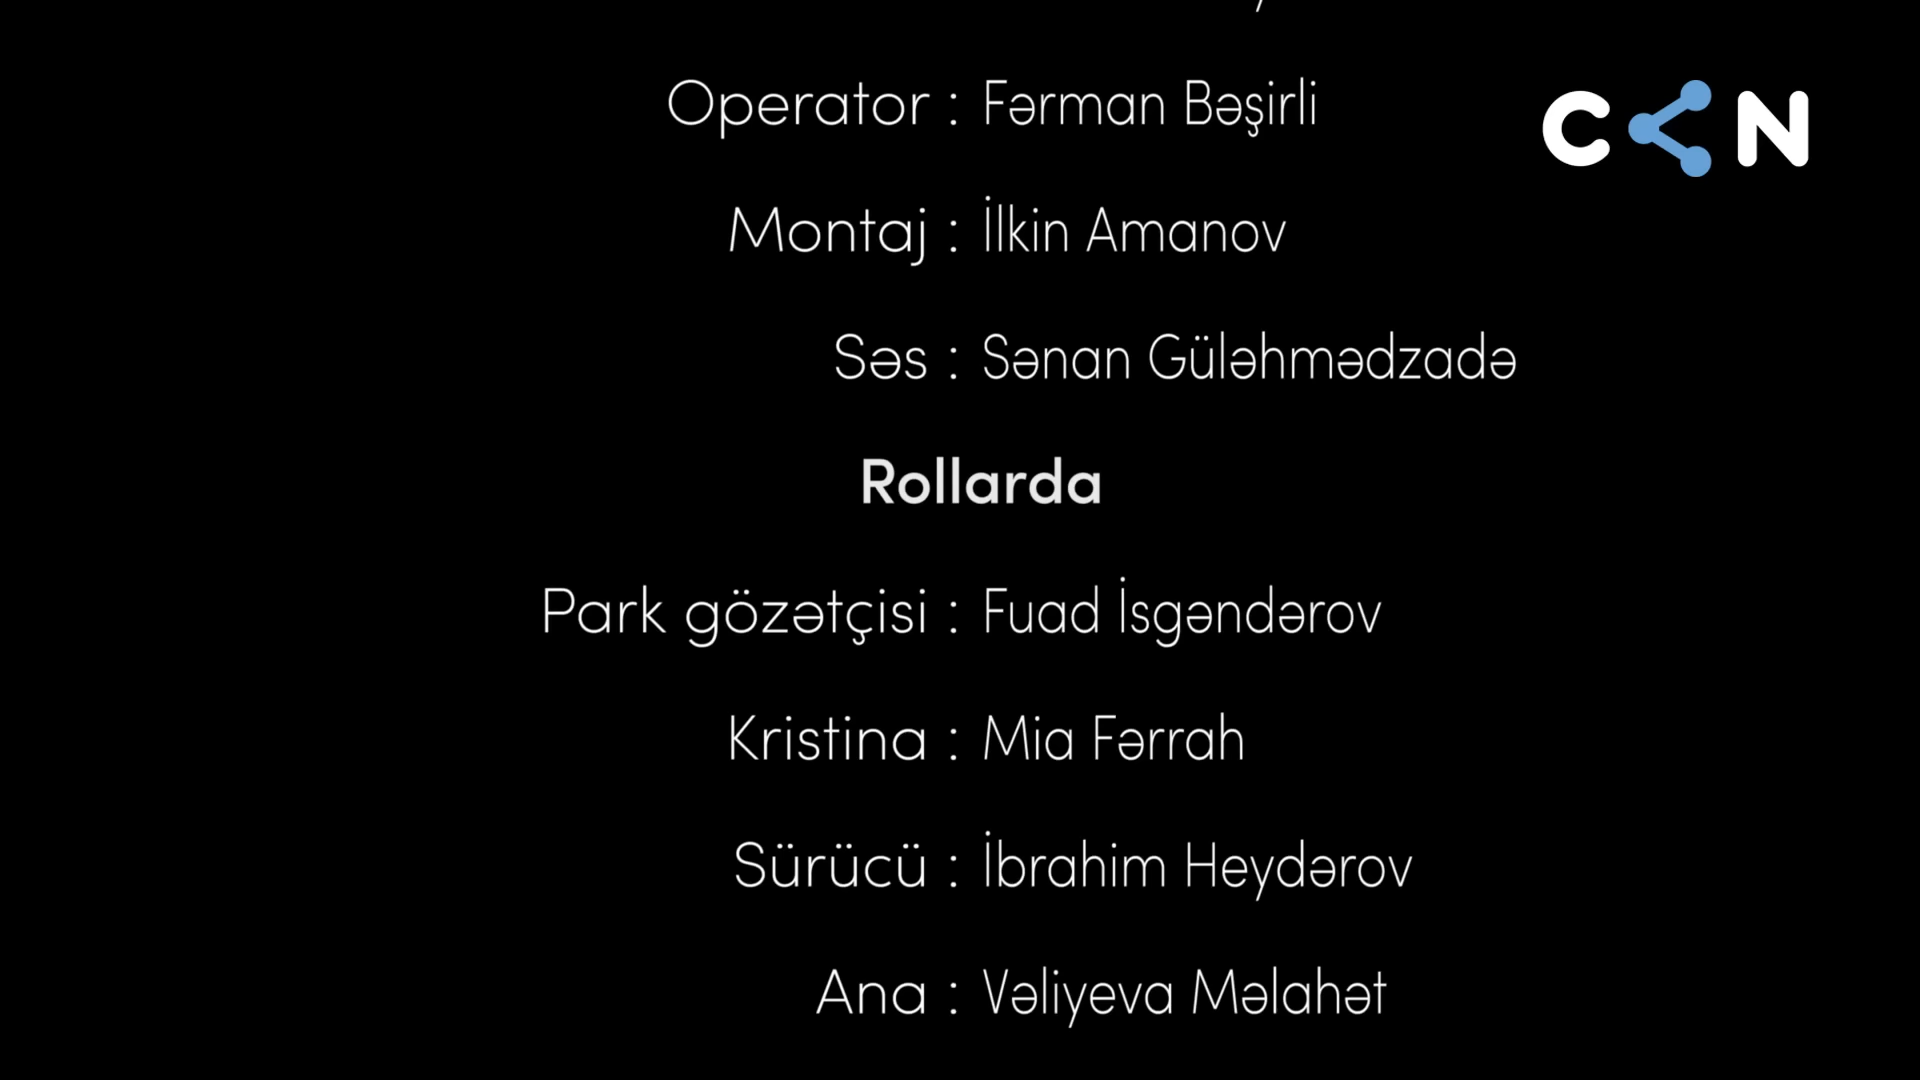 Operator : Fərman Bəşirli
C N
Montaj : İlkin Amanov
Səs : Sənan Güləhmədzadə
Rollarda
Park gözətçisi : Fuad İsgəndərov
Kristina : Mia Fərrah
Sürücü : İbrahim Heydərov
Ana : Vəliyeva Məlahət